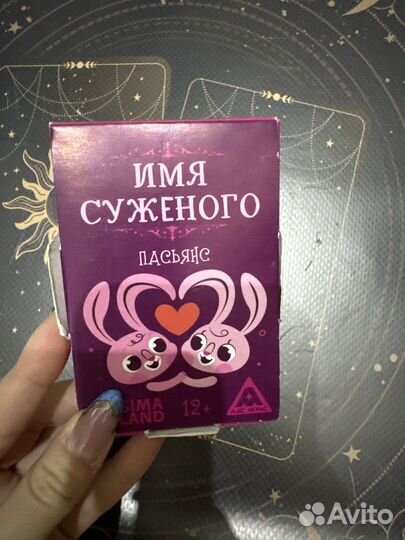 ИМЯ
СУЖЕНОГО
ПАСЬЯНС
SIMA
LAND
12+
Avito